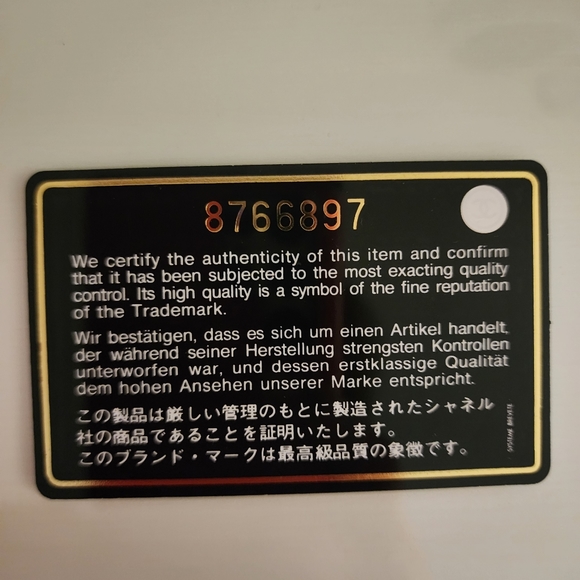 8766897
We certify the authenticity of this item and confirm
that it has been subjected to the most exacting quality
control. Its high quality is a symbol of the fine reputation
of the Trademark.
Wir bestätigen, dass es sich um einen Artikel handelt,
der während seiner Herstellung strengsten Kontrollen
unterworfen war, und dessen erstklassige Qualität
dem hohen Ansehen unserer Marke entspricht.
この製品は厳しい管理のもとに製造されたシャネル
社の商品であることを証明いたします。
このブランド・マークは最高級品質の象徴です。
SYSTEME BREVETE